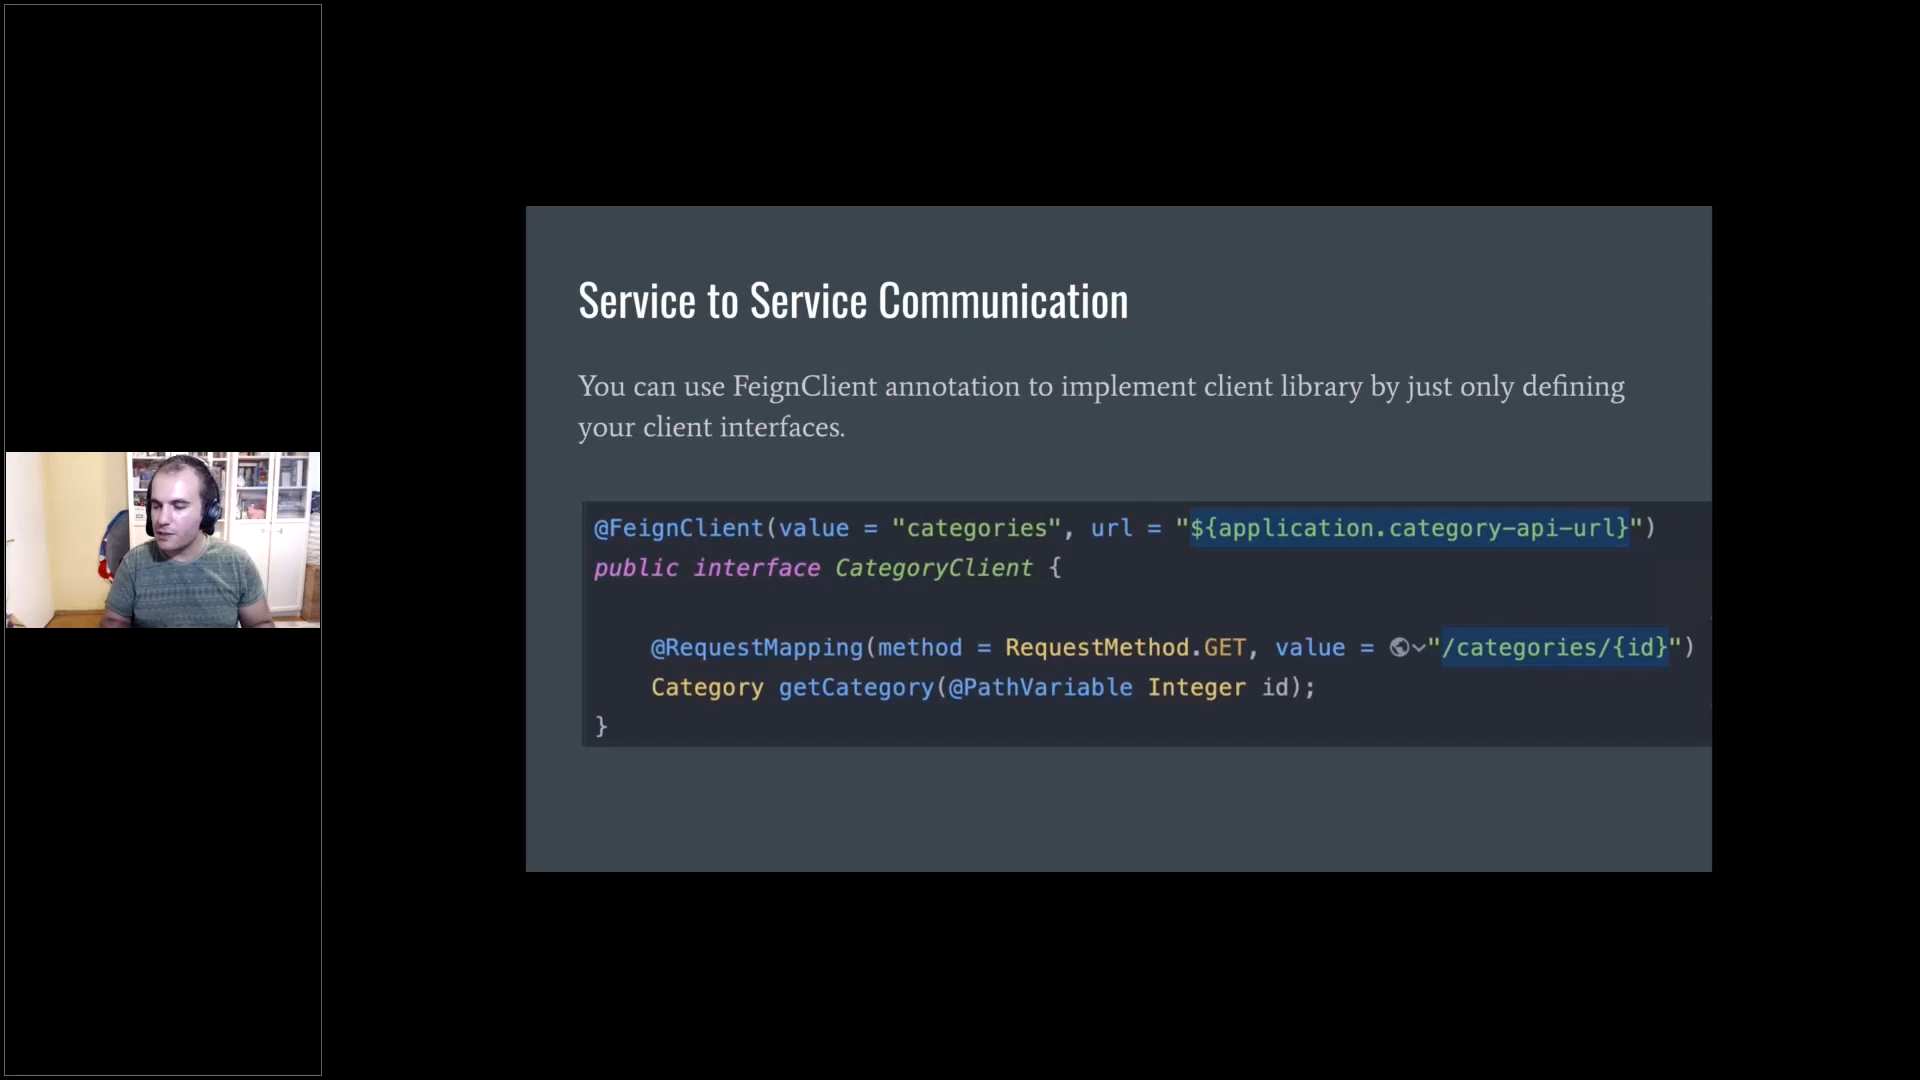 Service to Service Communication
You can use FeignClient annotation to implement client library by just only defining
your client interfaces.
@FeignClient(value = "categories", url = "${application.category-api-url}")
public interface CategoryClient {
@RequestMapping(method = RequestMethod.GET, value = "/categories/{id}")
Category getCategory(@PathVariable Integer id);
}